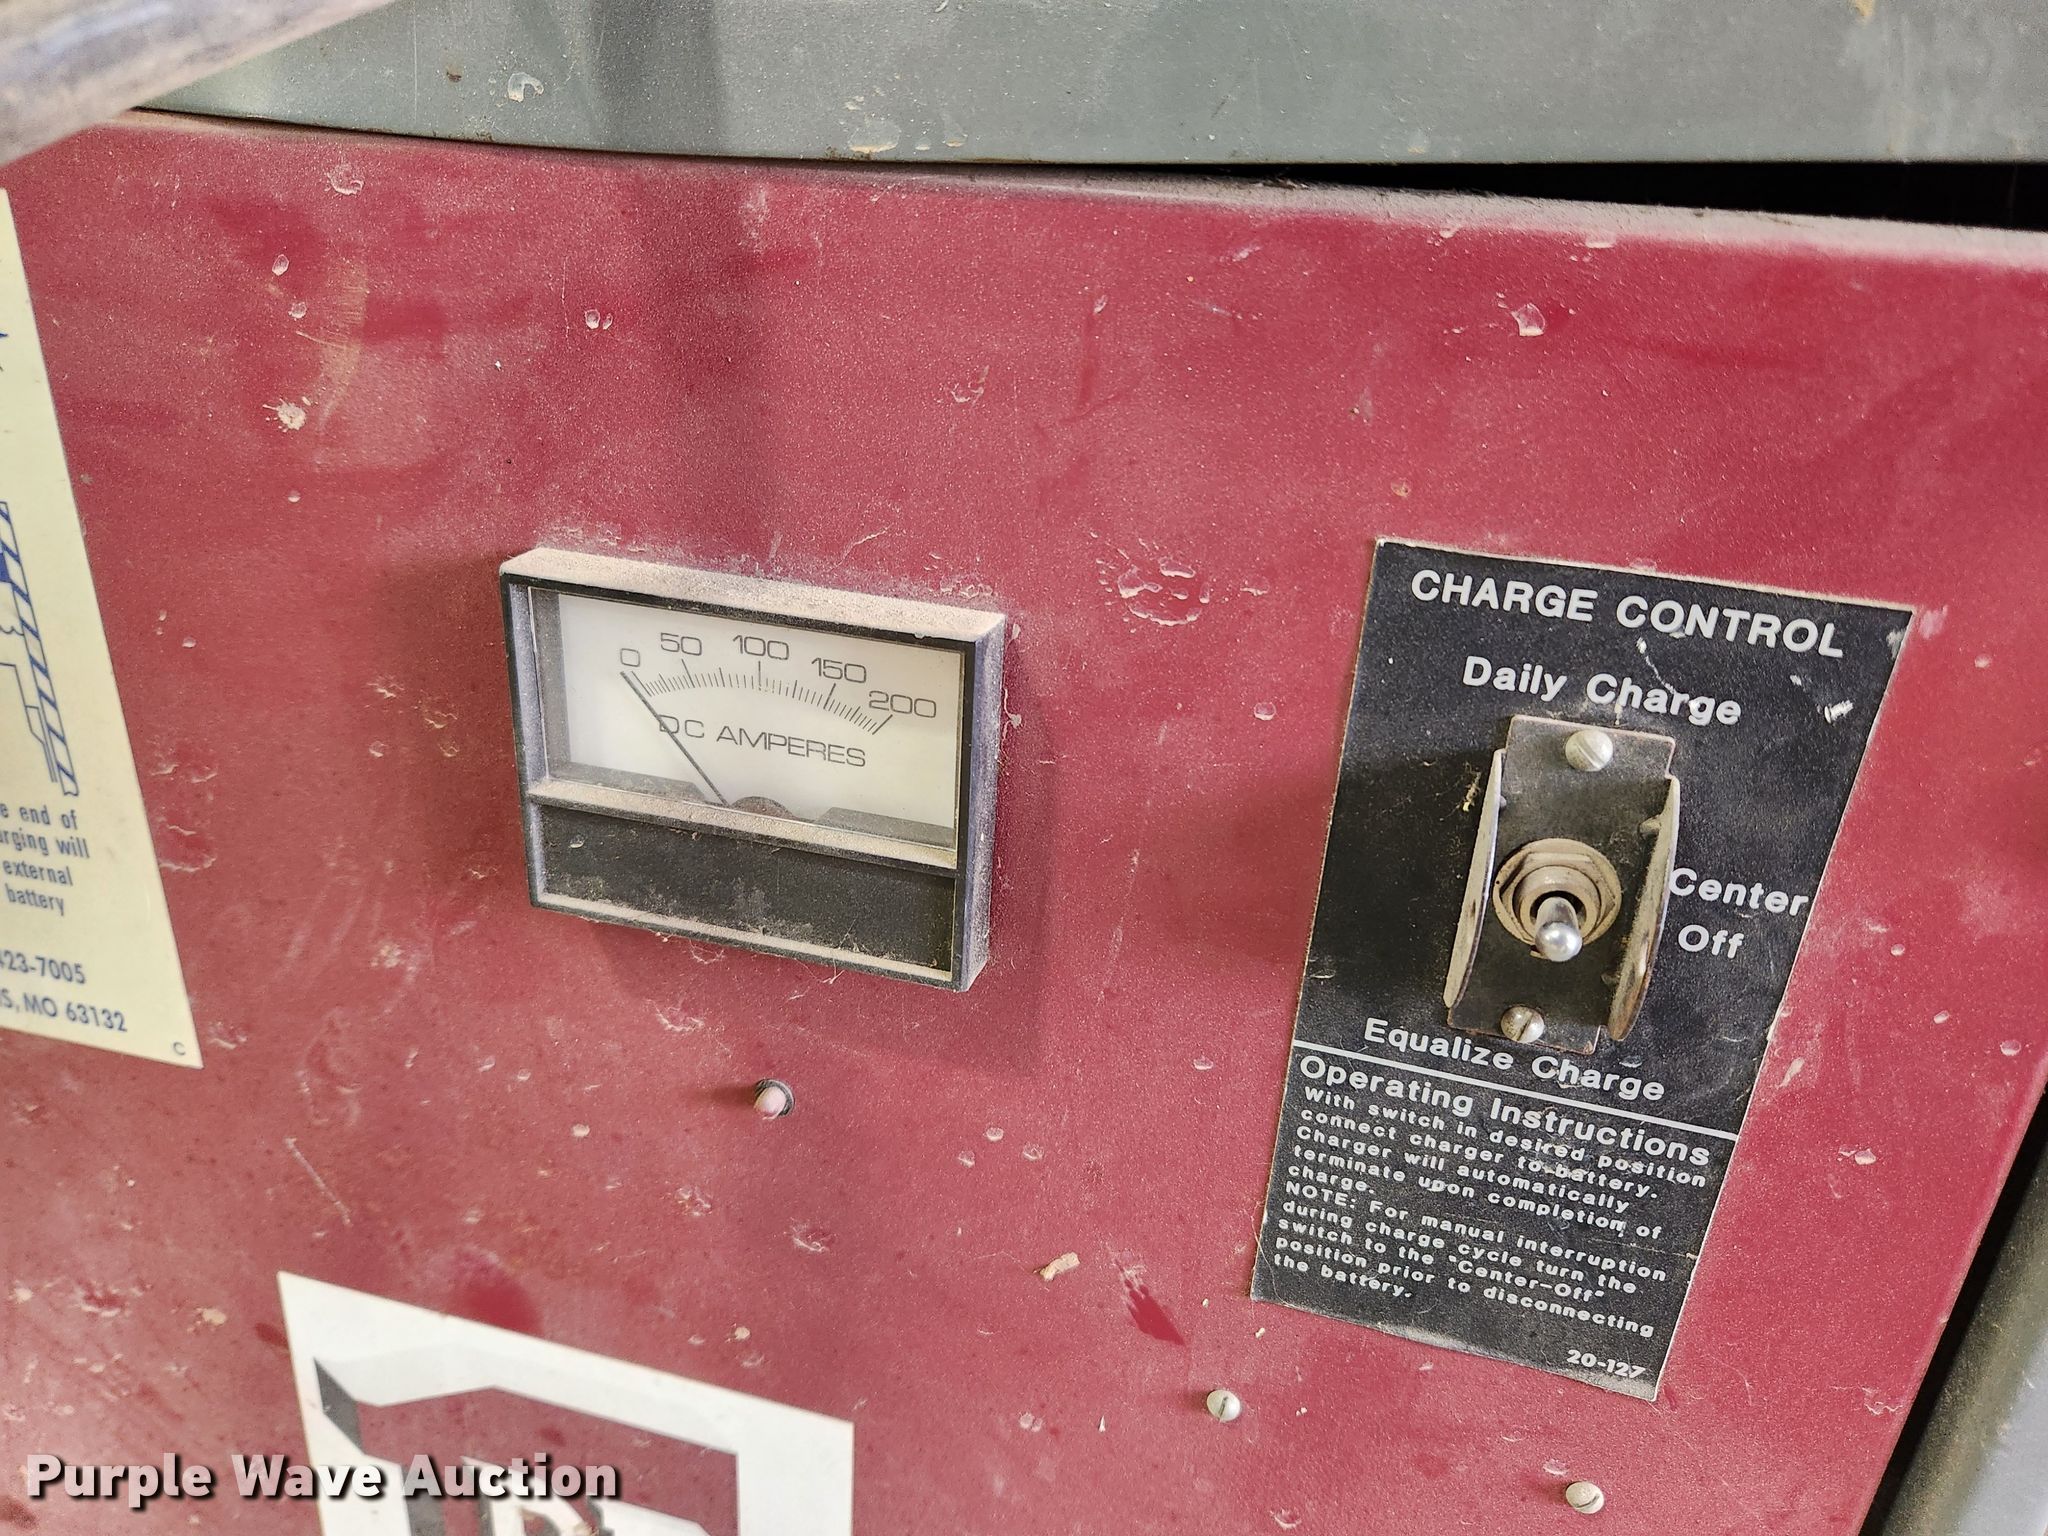 e end of
urging will
external
battery
423-7005
IS, MO 63132
C
0 50 100 150 200
DC AMPERES
CHARGE CONTROL
Daily Charge
Center
Off
Equalize Charge
Operating Instructions
With switch in desired position
connect charger to battery.
Charger will automatically
terminate upon completion of
charge.
NOTE: For manual interruption
during charge cycle turn the
switch to the "Center-Off"
position prior to disconnecting
the battery.
20-127
Purple Wave Auction